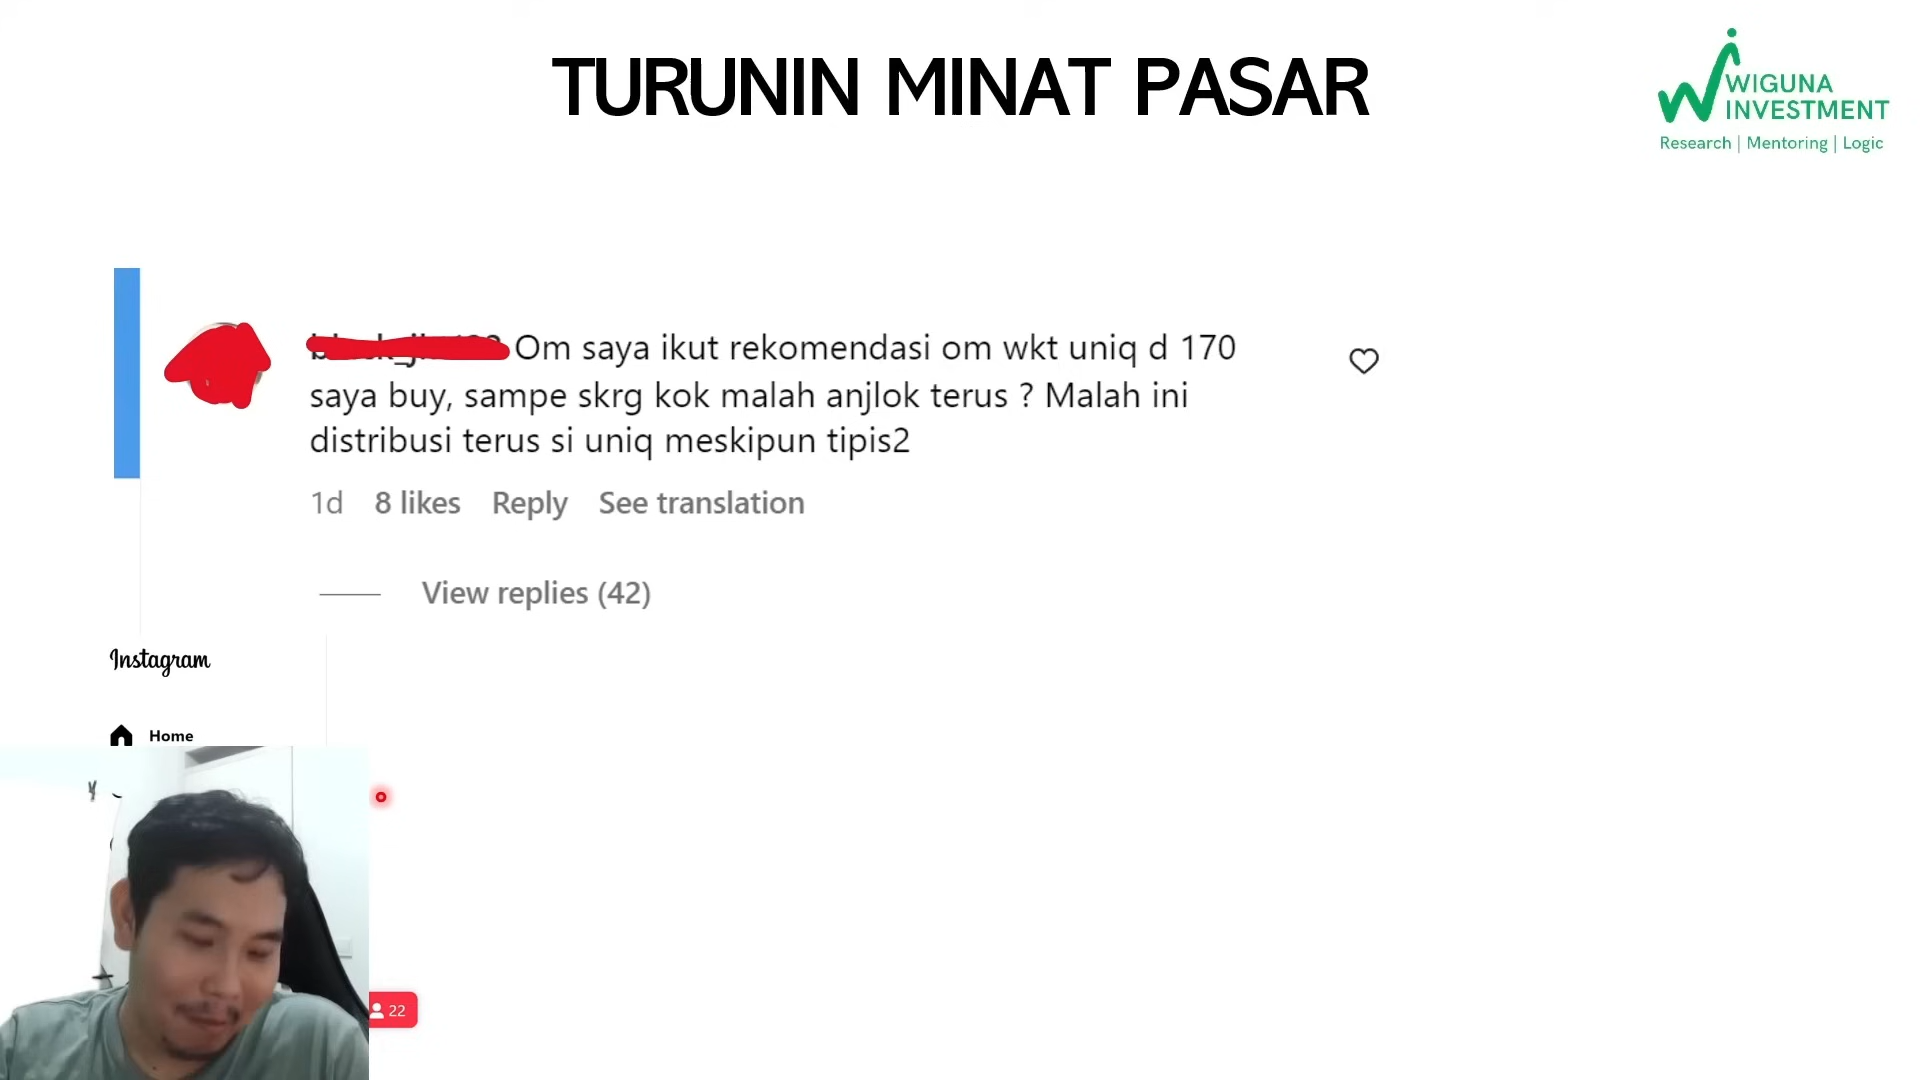 TURUNIN MINAT PASAR
WIGUNA
INVESTMENT
Research | Mentoring | Logic
Om saya ikut rekomendasi om wkt uniq d 170
saya buy, sampe skrg kok malah anjlok terus ? Malah ini
distribusi terus si uniq meskipun tipis2
1d 8 likes Reply See translation
View replies (42)
Instagram
Home
22